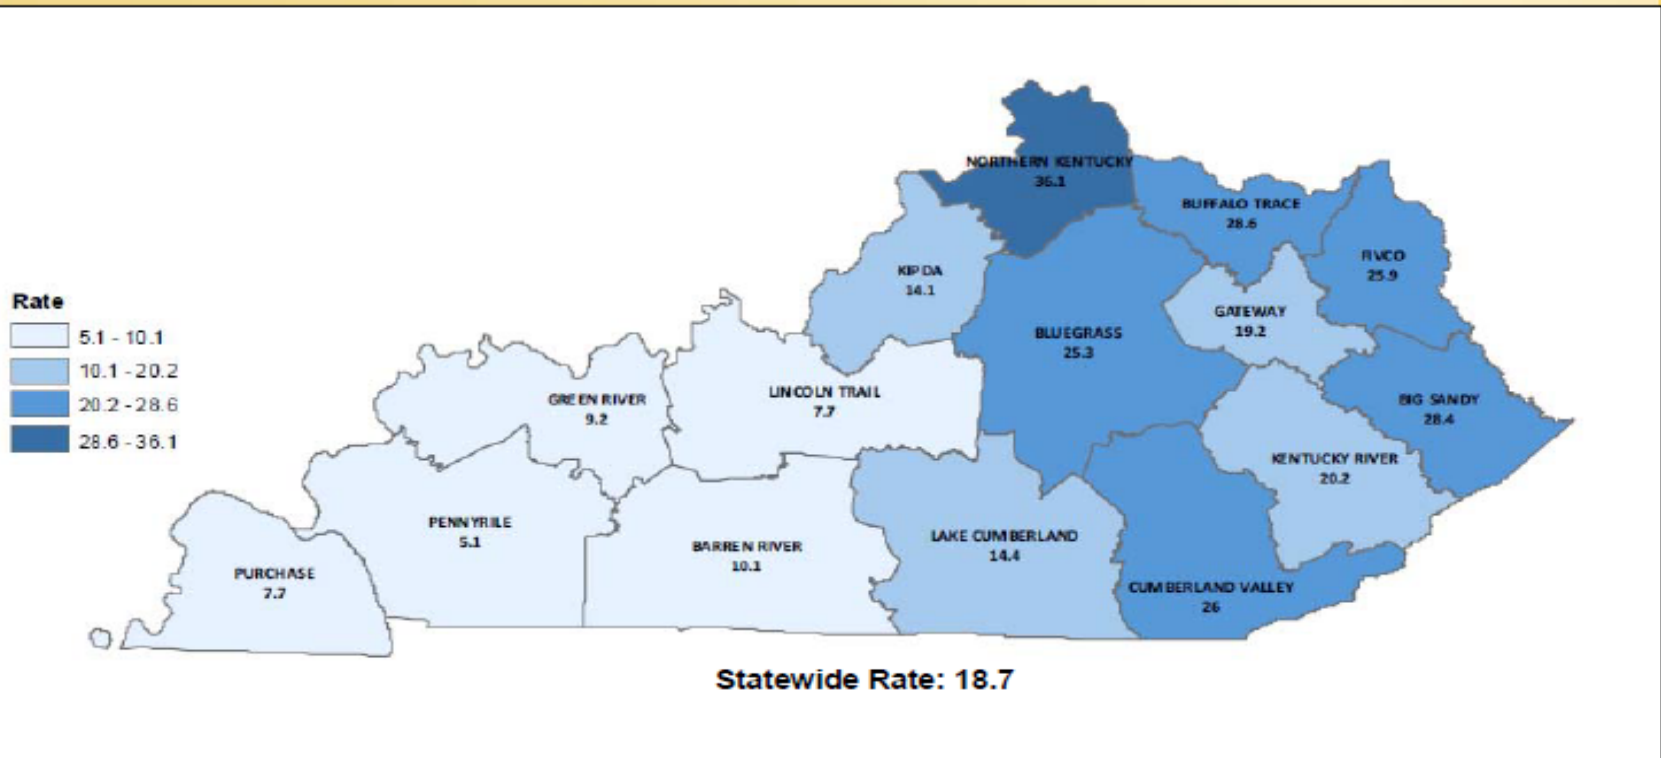 NORTHERN KENTUCKY
36.1
BUFFALO TRACE
28.6
FIVCO
25.9
KIPDA
14.1
GATEWAY
19.2
BLUEGRASS
25.3
Rate
5.1 - 10.1
10.1 - 20.2
20.2 - 28.6
28.6 - 36.1
GREEN RIVER
9.2
LINCOLN TRAIL
7.7
BIG SANDY
28.4
KENTUCKY RIVER
20.2
PENNYRILE
5.1
BARREN RIVER
10.1
LAKE CUMBERLAND
14.4
PURCHASE
7.7
CUMBERLAND VALLEY
26
Statewide Rate: 18.7